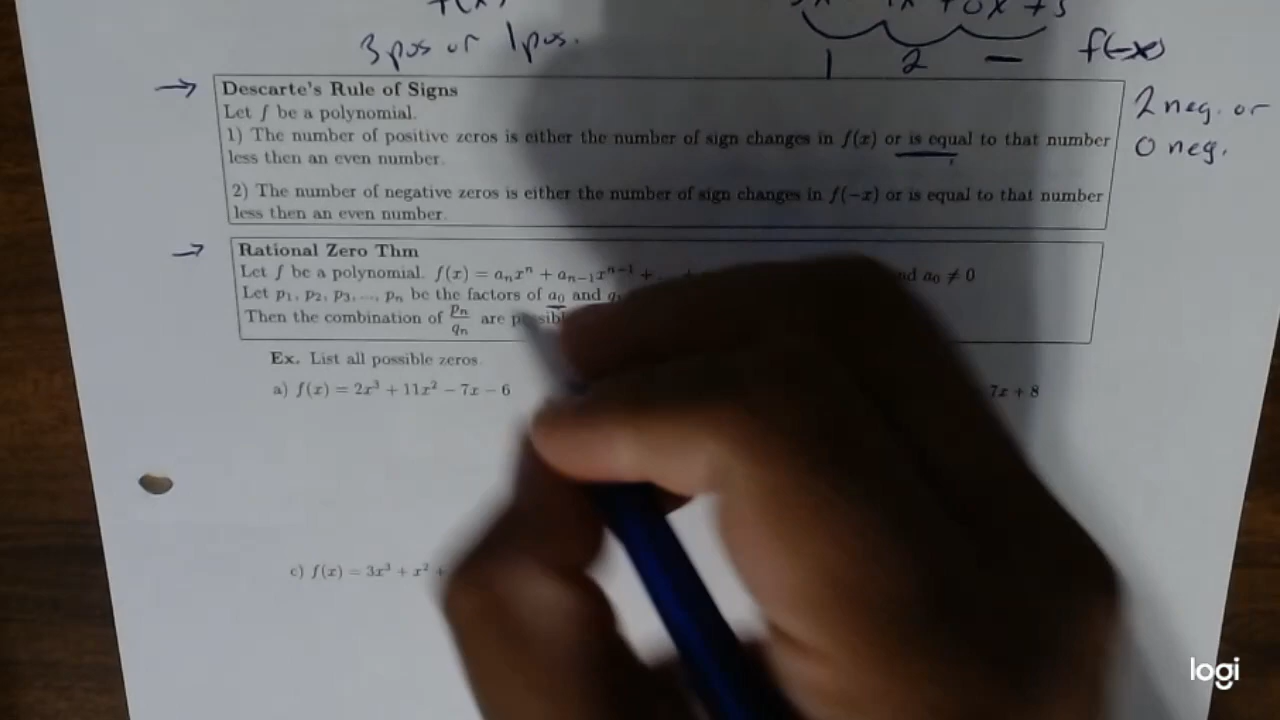 3 pos or 1 pos.
1 2 — f(-x)
→ Descarte's Rule of Signs
Let f be a polynomial.
1) The number of positive zeros is either the number of sign changes in f(x) or is equal to that number
less then an even number.
2 neg. or
0 neg.
2) The number of negative zeros is either the number of sign changes in f(−x) or is equal to that number
less then an even number.
→ Rational Zero Thm
Let f be a polynomial. f(x) = aₙxⁿ + aₙ₋₁xⁿ⁻¹ + a₀ ≠ 0
Let p₁, p₂, p₃, ..., pₙ be the factors of a₀ and
Then the combination of pₙ/qₙ are
Ex. List all possible zeros.
a) f(x) = 2x³ + 11x² − 7x − 6
7x + 8
c) f(x) = 3x³ + x² +
logi